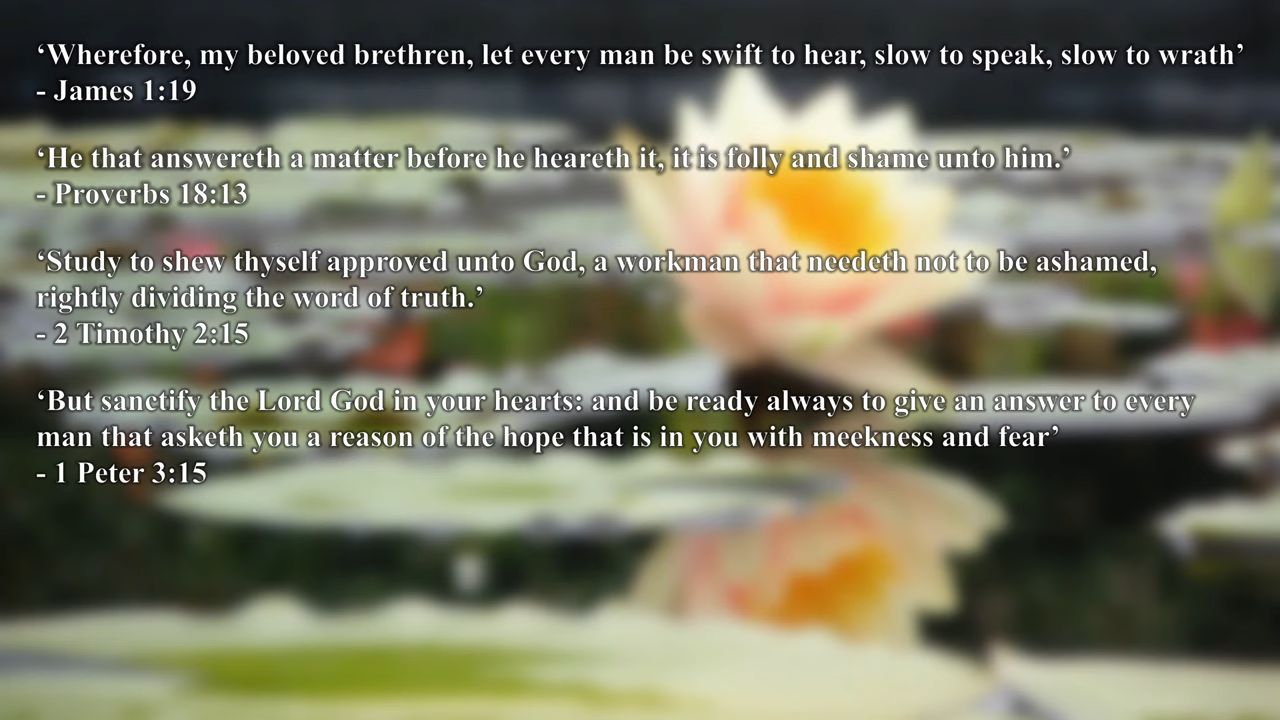 ‘Wherefore, my beloved brethren, let every man be swift to hear, slow to speak, slow to wrath’
- James 1:19
‘He that answereth a matter before he heareth it, it is folly and shame unto him.’
- Proverbs 18:13
‘Study to shew thyself approved unto God, a workman that needeth not to be ashamed,
rightly dividing the word of truth.’
- 2 Timothy 2:15
‘But sanctify the Lord God in your hearts: and be ready always to give an answer to every
man that asketh you a reason of the hope that is in you with meekness and fear’
- 1 Peter 3:15